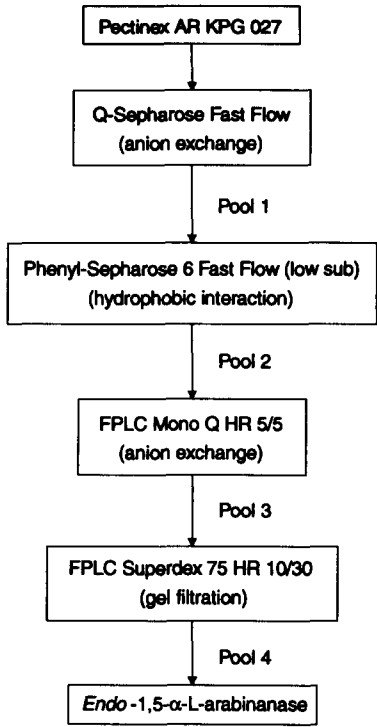 Pectinex AR KPG 027
Q-Sepharose Fast Flow
(anion exchange)
Pool 1
Phenyl-Sepharose 6 Fast Flow (low sub)
(hydrophobic interaction)
Pool 2
FPLC Mono Q HR 5/5
(anion exchange)
Pool 3
FPLC Superdex 75 HR 10/30
(gel filtration)
Pool 4
Endo -1,5-α-L-arabinanase